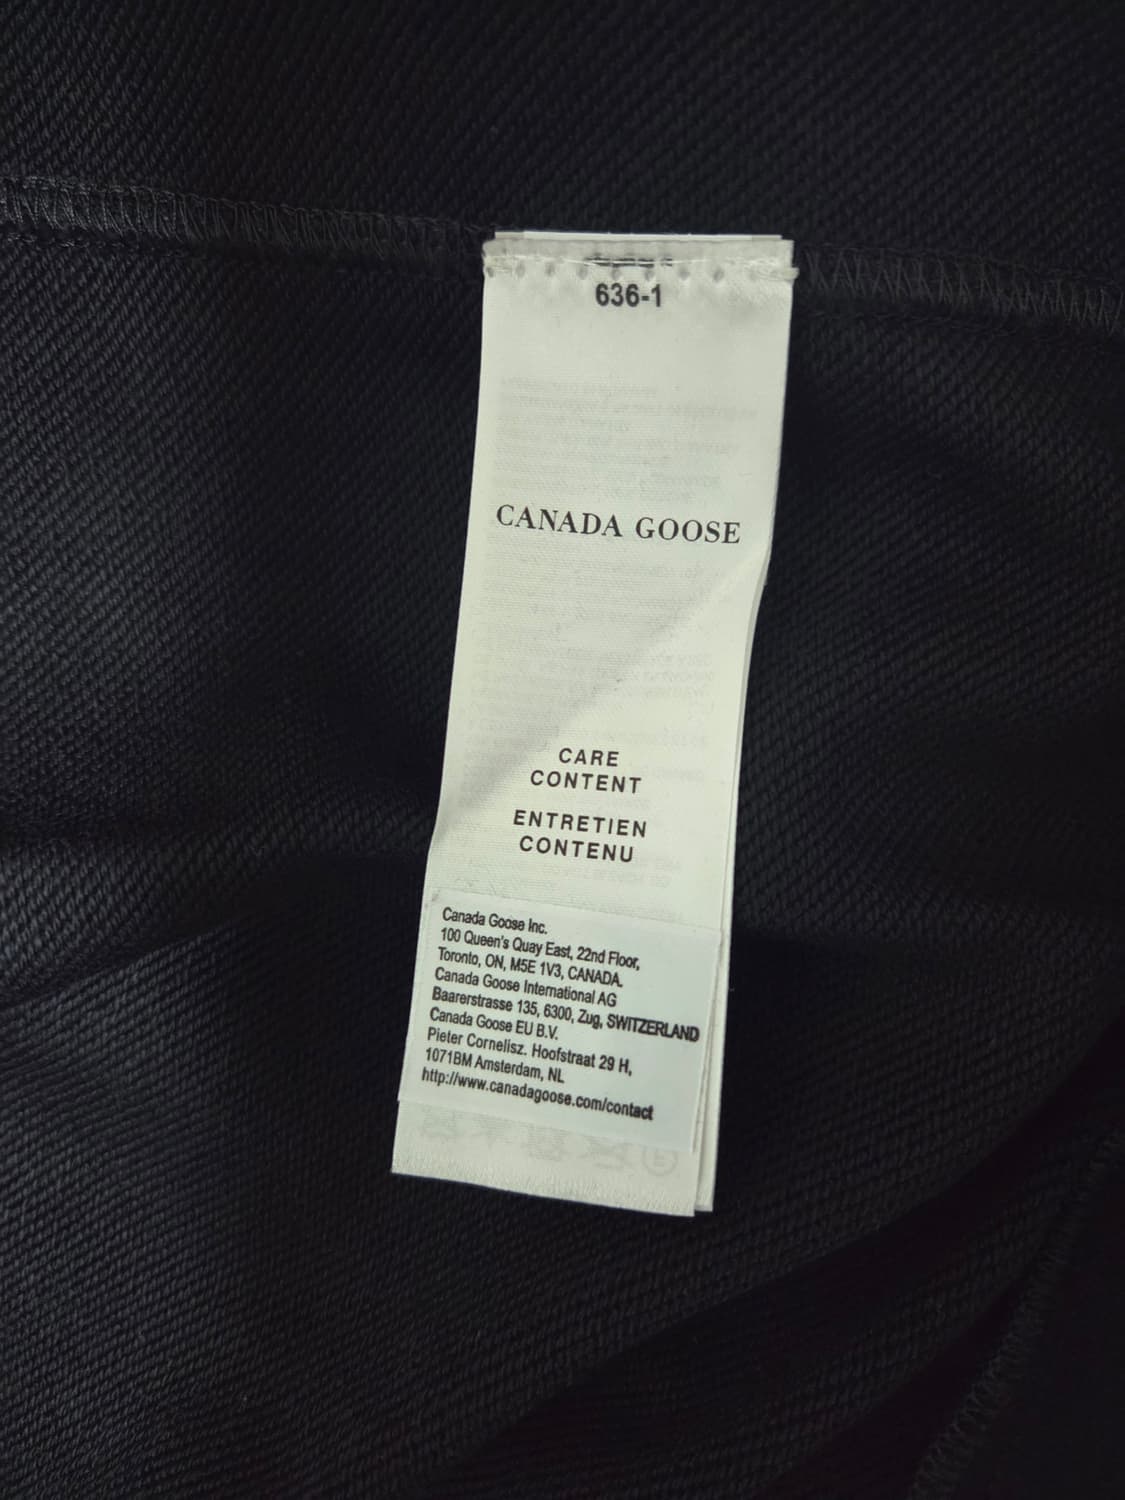 636-1
CANADA GOOSE
CARE
CONTENT
ENTRETIEN
CONTENU
Canada Goose Inc.
100 Queen's Quay East, 22nd Floor,
Toronto, ON, M5E 1V3, CANADA.
Canada Goose International AG
Baarerstrasse 135, 6300, Zug, SWITZERLAND
Canada Goose EU B.V.
Pieter Cornelisz. Hoofstraat 29 H,
1071BM Amsterdam, NL
http://www.canadagoose.com/contact